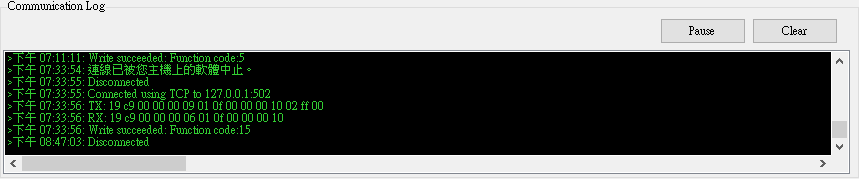 Communication Log
Pause Clear
>下午 07:11:11: Write succeeded: Function code:5
>下午 07:33:54: 連線已被您主機上的軟體中止。
>下午 07:33:55: Disconnected
>下午 07:33:55: Connected using TCP to 127.0.0.1:502
>下午 07:33:56: TX: 19 c9 00 00 00 09 01 0f 00 00 00 10 02 ff 00
>下午 07:33:56: RX: 19 c9 00 00 00 06 01 0f 00 00 00 10
>下午 07:33:56: Write succeeded: Function code:15
>下午 08:47:03: Disconnected